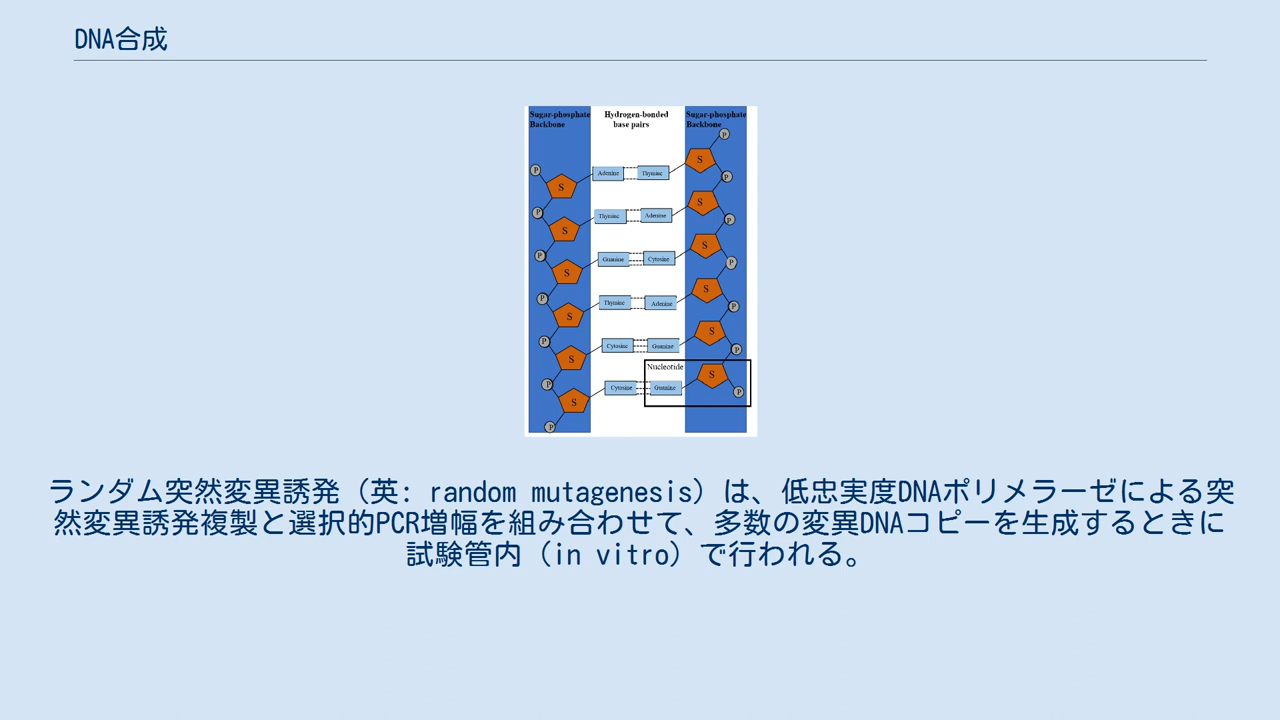 DNA合成
Sugar-phosphate Backbone
Hydrogen-bonded base pairs
Sugar-phosphate Backbone
P
P S Adenine Thymine S P
P S Thymine Adenine S P
P S Guanine Cytosine S P
P S Thymine Adenine S P
P S Cytosine Guanine S P
Nucleotide
P S Cytosine Guanine S P
P
ランダム突然変異誘発（英: random mutagenesis）は、低忠実度DNAポリメラーゼによる突
然変異誘発複製と選択的PCR増幅を組み合わせて、多数の変異DNAコピーを生成するときに
試験管内（in vitro）で行われる。